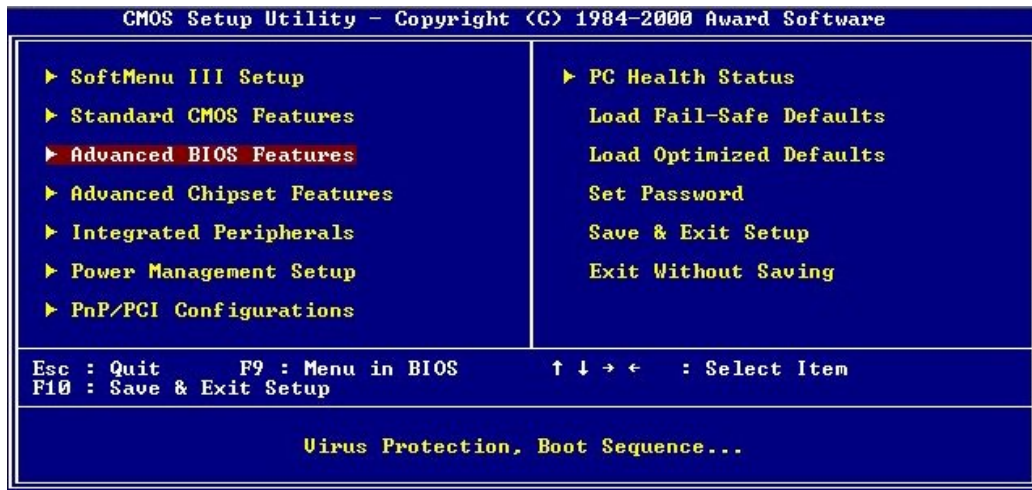 CMOS Setup Utility - Copyright (C) 1984-2000 Award Software
▶ SoftMenu III Setup
▶ Standard CMOS Features
▶ Advanced BIOS Features
▶ Advanced Chipset Features
▶ Integrated Peripherals
▶ Power Management Setup
▶ PnP/PCI Configurations
▶ PC Health Status
Load Fail-Safe Defaults
Load Optimized Defaults
Set Password
Save & Exit Setup
Exit Without Saving
Esc : Quit F9 : Menu in BIOS ↑ ↓ → ← : Select Item
F10 : Save & Exit Setup
Virus Protection, Boot Sequence...